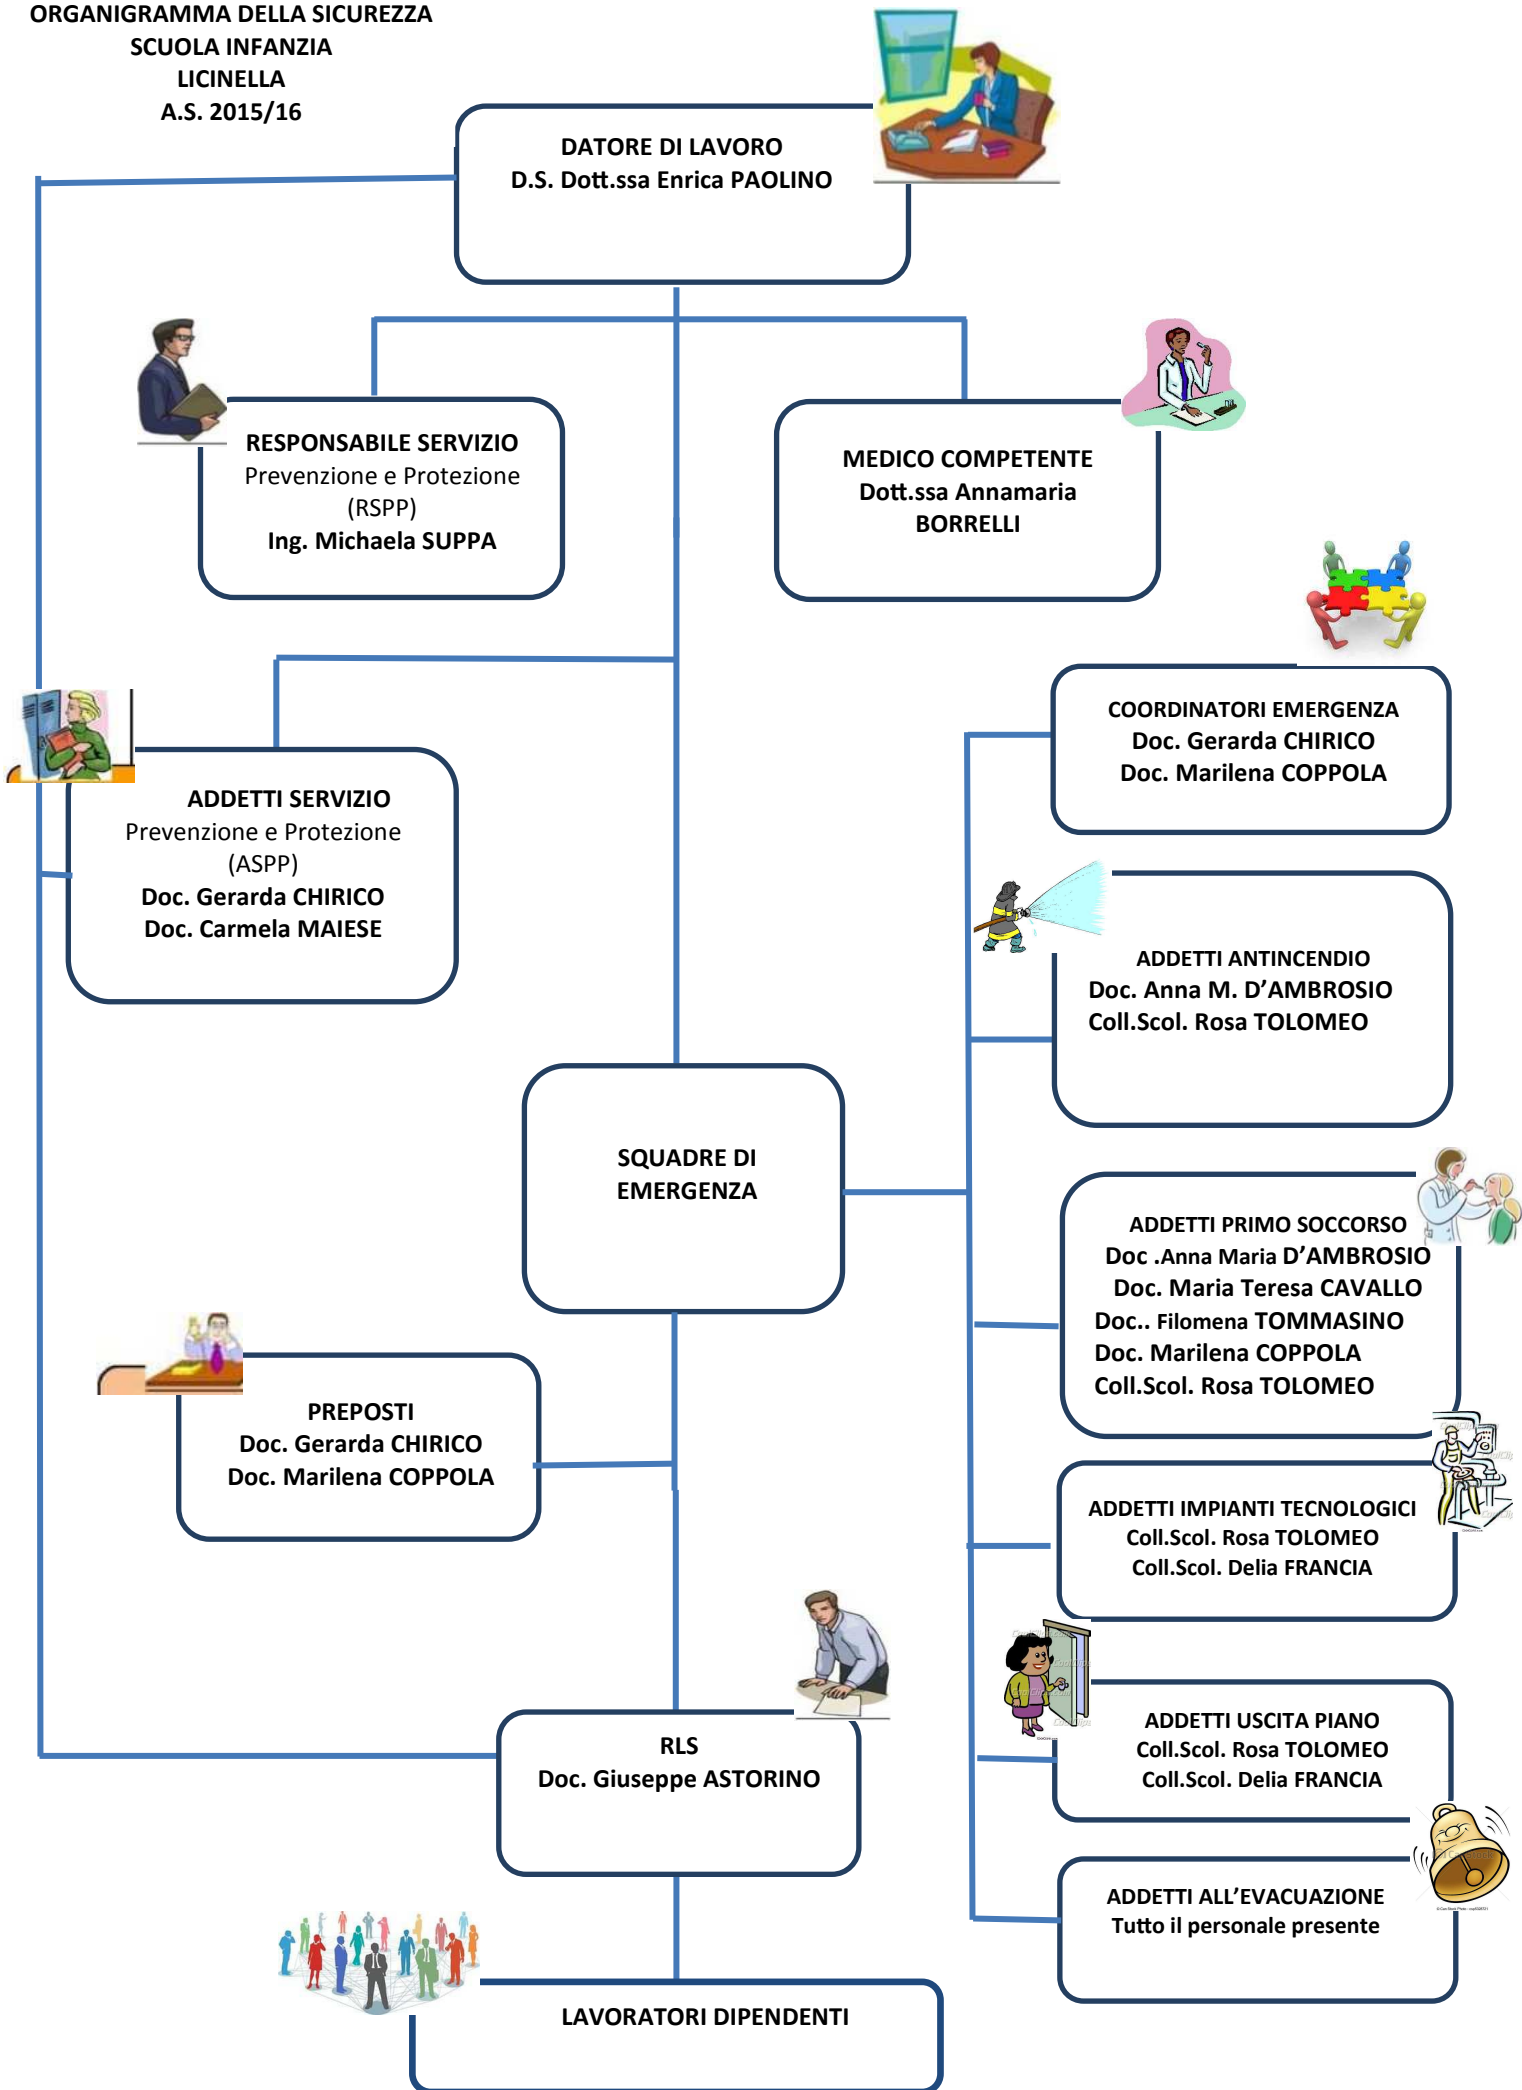 ORGANIGRAMMA DELLA SICUREZZA
SCUOLA INFANZIA
LICINELLA
A.S. 2015/16
DATORE DI LAVORO
D.S. Dott.ssa Enrica PAOLINO
RESPONSABILE SERVIZIO
Prevenzione e Protezione
(RSPP)
Ing. Michaela SUPPA
MEDICO COMPETENTE
Dott.ssa Annamaria
BORRELLI
ADDETTI SERVIZIO
Prevenzione e Protezione
(ASPP)
Doc. Gerarda CHIRICO
Doc. Carmela MAIESE
COORDINATORI EMERGENZA
Doc. Gerarda CHIRICO
Doc. Marilena COPPOLA
ADDETTI ANTINCENDIO
Doc. Anna M. D’AMBROSIO
Coll.Scol. Rosa TOLOMEO
SQUADRE DI
EMERGENZA
ADDETTI PRIMO SOCCORSO
Doc .Anna Maria D’AMBROSIO
Doc. Maria Teresa CAVALLO
Doc.. Filomena TOMMASINO
Doc. Marilena COPPOLA
Coll.Scol. Rosa TOLOMEO
PREPOSTI
Doc. Gerarda CHIRICO
Doc. Marilena COPPOLA
ADDETTI IMPIANTI TECNOLOGICI
Coll.Scol. Rosa TOLOMEO
Coll.Scol. Delia FRANCIA
ADDETTI USCITA PIANO
Coll.Scol. Rosa TOLOMEO
Coll.Scol. Delia FRANCIA
RLS
Doc. Giuseppe ASTORINO
ADDETTI ALL’EVACUAZIONE
Tutto il personale presente
LAVORATORI DIPENDENTI